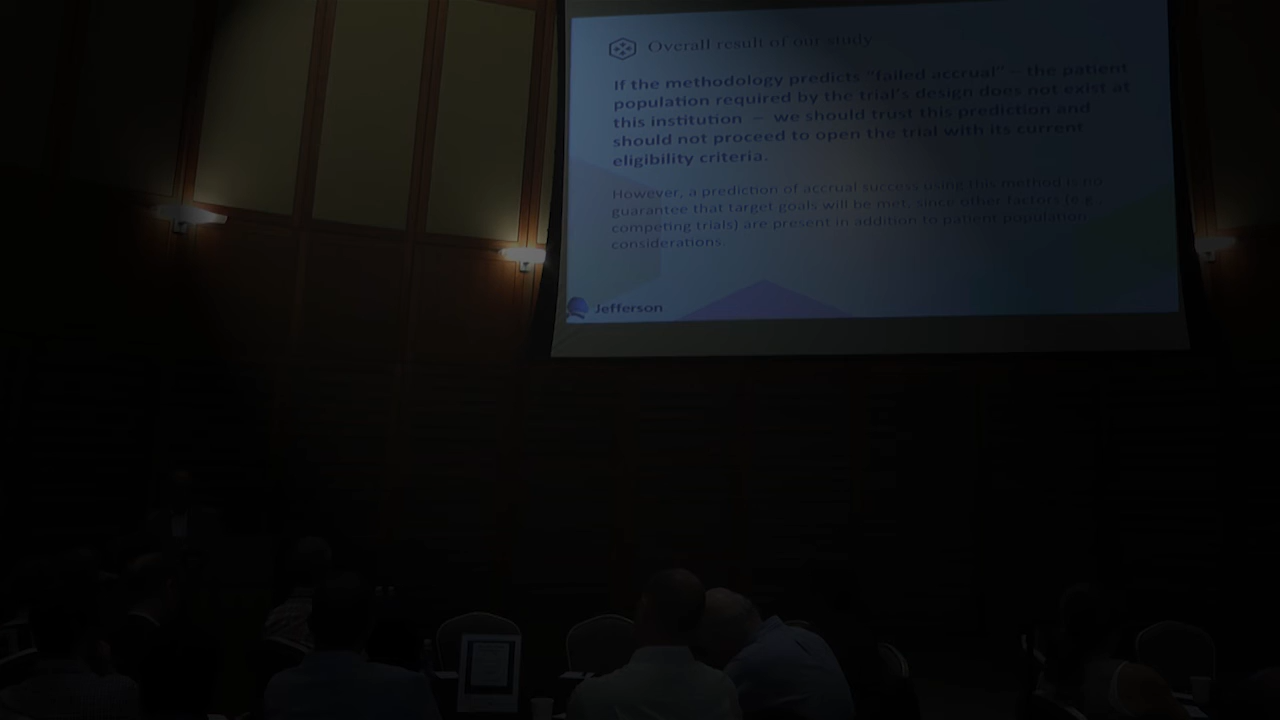 Overall result of our study
If the methodology predicts "failed accrual" – the patient
population required by the trial's design does not exist at
this institution – we should trust this prediction and
should not proceed to open the trial with its current
eligibility criteria.
However, a prediction of accrual success using this method is no
guarantee that target goals will be met, since other factors (e.g.,
competing trials) are present in addition to patient population
considerations.
Jefferson